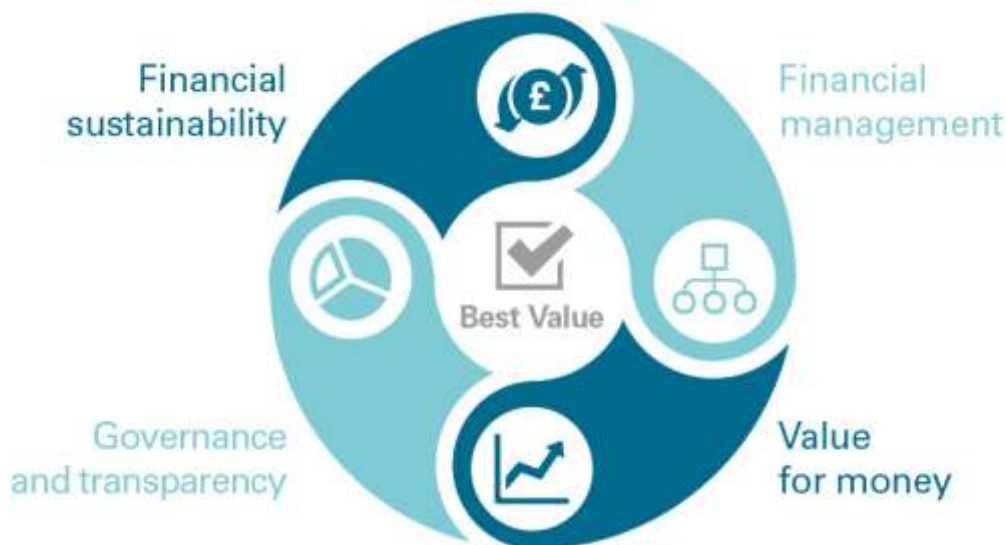 Financial
sustainability
Financial
management
£
Best Value
Governance
and transparency
Value
for money